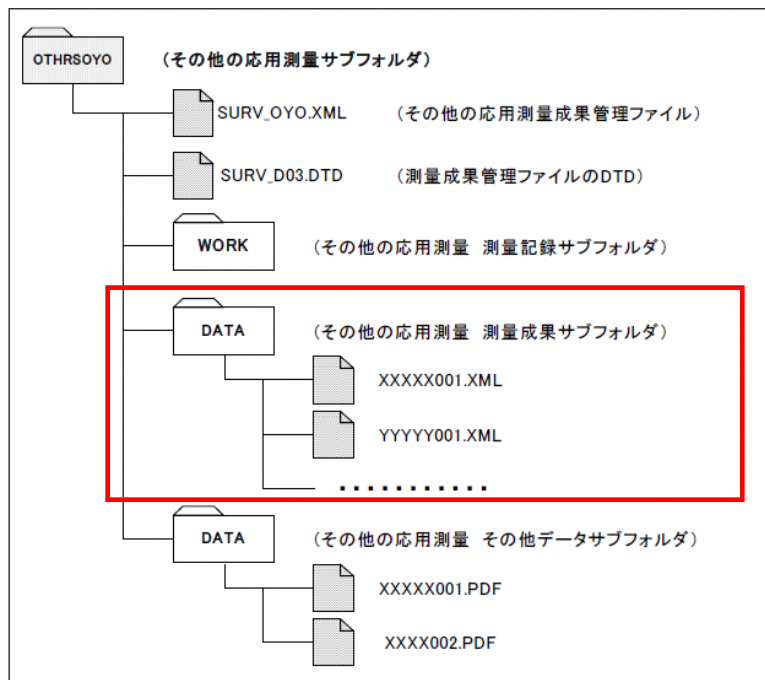 OTHRSOYO (その他の応用測量サブフォルダ)
SURV_OYO.XML (その他の応用測量成果管理ファイル)
SURV_D03.DTD (測量成果管理ファイルのDTD)
WORK (その他の応用測量 測量記録サブフォルダ)
DATA (その他の応用測量 測量成果サブフォルダ)
XXXXX001.XML
YYYYY001.XML
・・・・・・・・・・・
DATA (その他の応用測量 その他データサブフォルダ)
XXXXX001.PDF
XXXX002.PDF